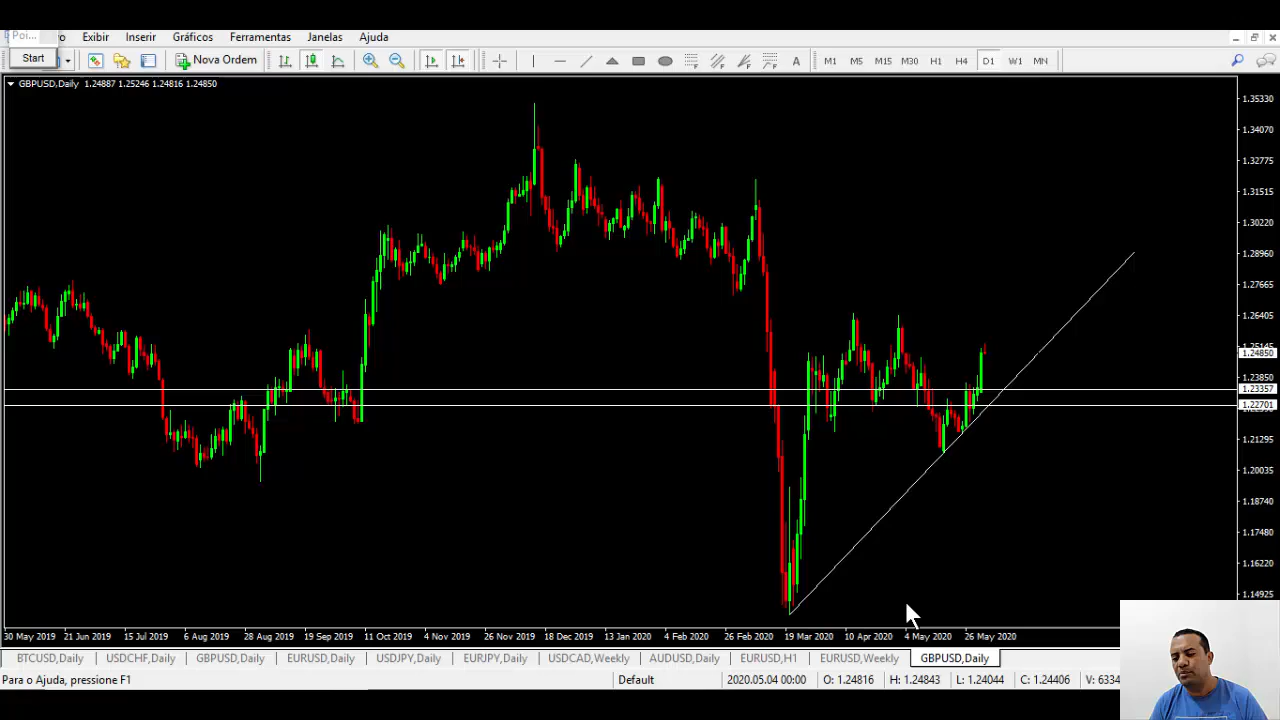 Poi...
o Exibir Inserir Gráficos Ferramentas Janelas Ajuda
Start
Nova Ordem A M1 M5 M15 M30 H1 H4 D1 W1 MN
GBPUSD,Daily 1.24887 1.25246 1.24816 1.24850
1.35330
1.34070
1.32775
1.31515
1.30220
1.28960
1.27665
1.26405
1.24850
1.23850
1.23357
1.22701
1.21295
1.20035
1.18740
1.17480
1.16220
1.14925
30 May 2019 21 Jun 2019 15 Jul 2019 6 Aug 2019 28 Aug 2019 19 Sep 2019 11 Oct 2019 4 Nov 2019 26 Nov 2019 18 Dec 2019 13 Jan 2020 4 Feb 2020 26 Feb 2020 19 Mar 2020 10 Apr 2020 4 May 2020 26 May 2020
BTCUSD,Daily USDCHF,Daily GBPUSD,Daily EURUSD,Daily USDJPY,Daily EURJPY,Daily USDCAD,Weekly AUDUSD,Daily EURUSD,H1 EURUSD,Weekly GBPUSD,Daily
Para o Ajuda, pressione F1 Default 2020.05.04 00:00 O: 1.24816 H: 1.24843 L: 1.24044 C: 1.24406 V: 6334